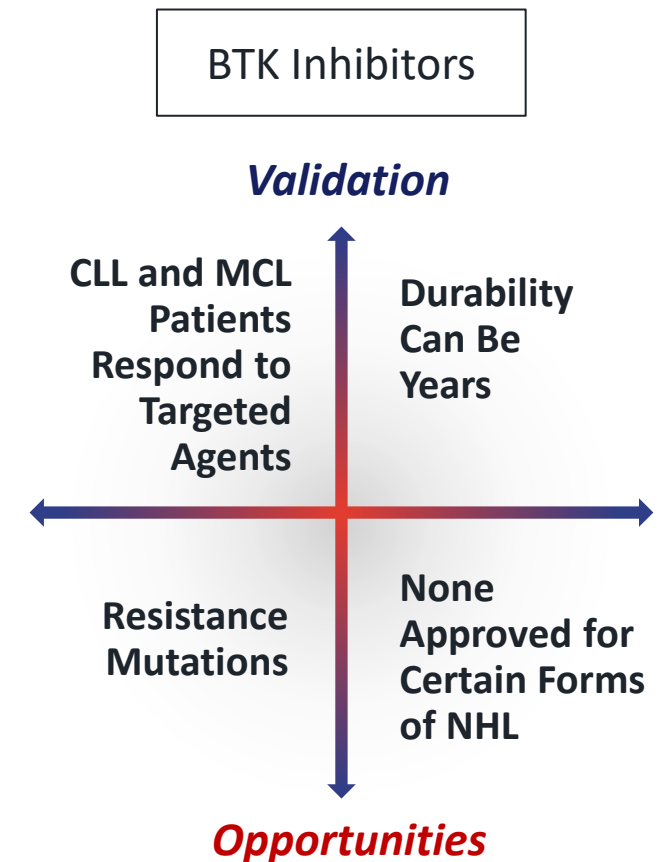 BTK Inhibitors
Validation
CLL and MCL
Patients
Respond to
Targeted
Agents
Durability
Can Be
Years
Resistance
Mutations
None
Approved for
Certain Forms
of NHL
Opportunities